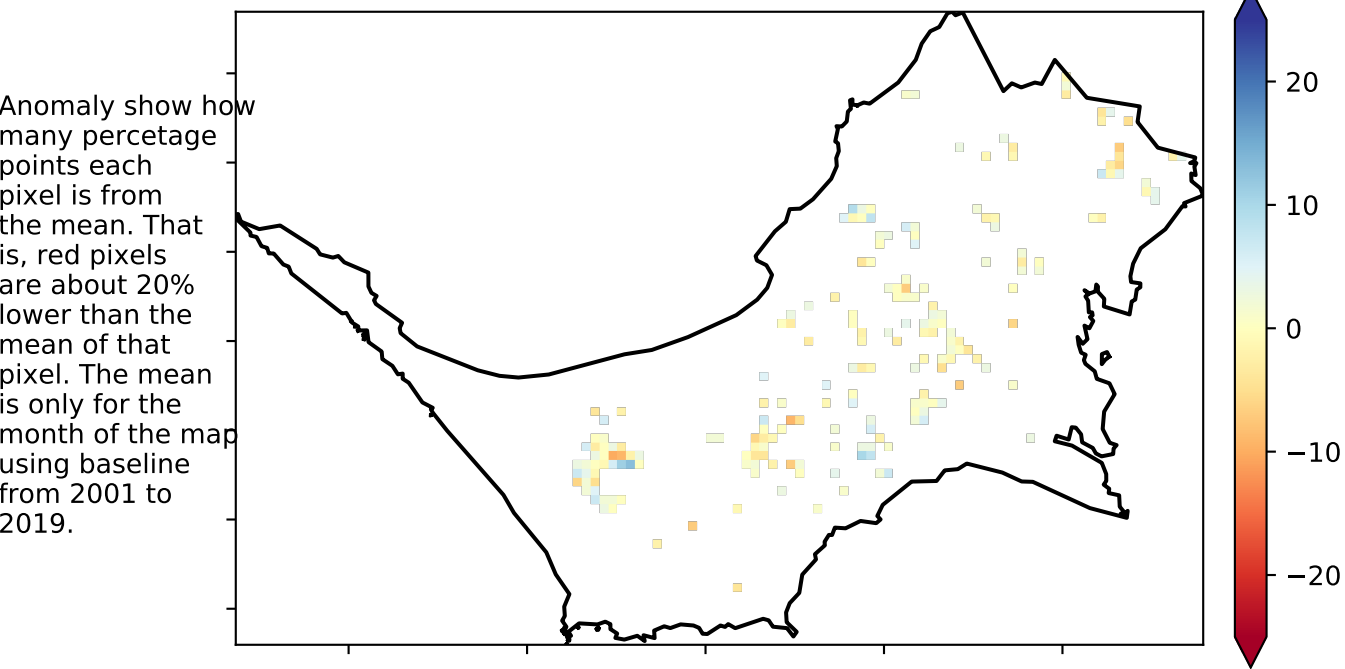 Anomaly show how
many percetage
points each
pixel is from
the mean. That
is, red pixels
are about 20%
lower than the
mean of that
pixel. The mean
is only for the
month of the map
using baseline
from 2001 to
2019.
20
10
0
−10
−20